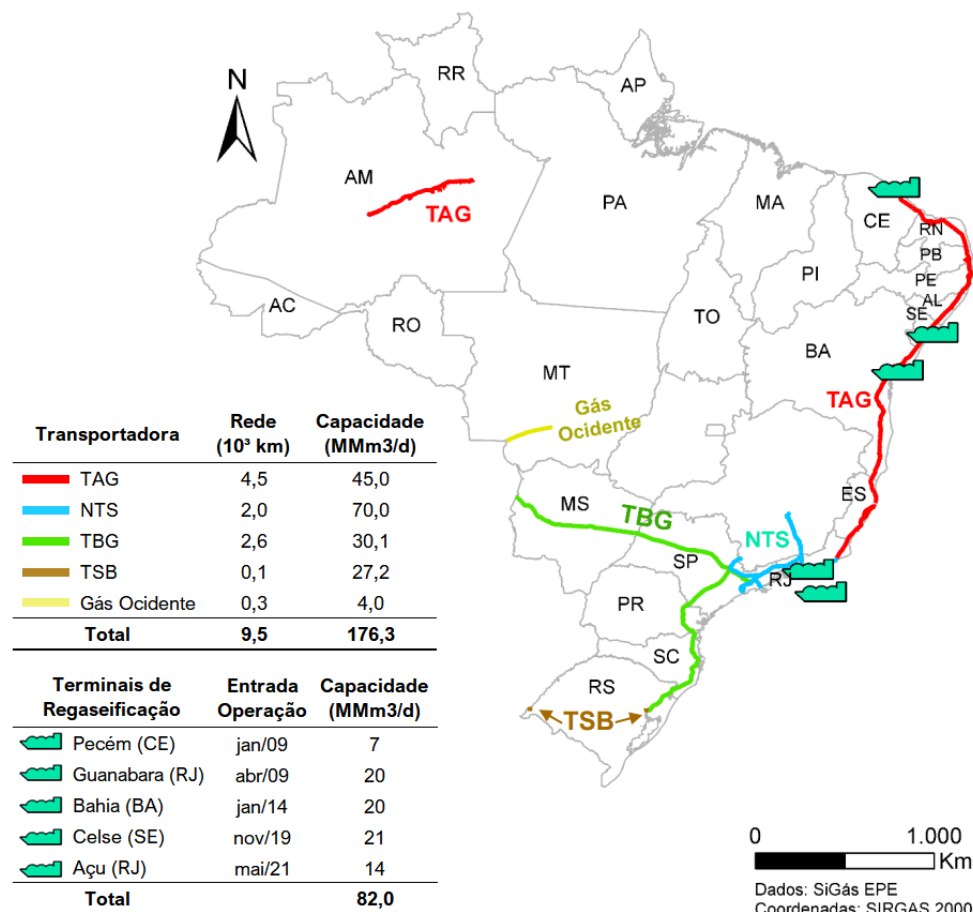 N
RR
AP
AM
TAG
PA
MA
CE
RN
PB
PI
PE
AL
SE
AC
RO
TO
BA
MT
TAG
Gás
Ocidente
MS
TBG
ES
NTS
SP
RJ
PR
SC
RS
TSB
Transportadora Rede (10³ km) Capacidade (MMm3/d)
TAG 4,5 45,0
NTS 2,0 70,0
TBG 2,6 30,1
TSB 0,1 27,2
Gás Ocidente 0,3 4,0
Total 9,5 176,3
Terminais de Regaseificação Entrada Operação Capacidade (MMm3/d)
Pecém (CE) jan/09 7
Guanabara (RJ) abr/09 20
Bahia (BA) jan/14 20
Celse (SE) nov/19 21
Açu (RJ) mai/21 14
Total 82,0
0 1.000
Km
Dados: SiGás EPE
Coordenadas: SIRGAS 2000